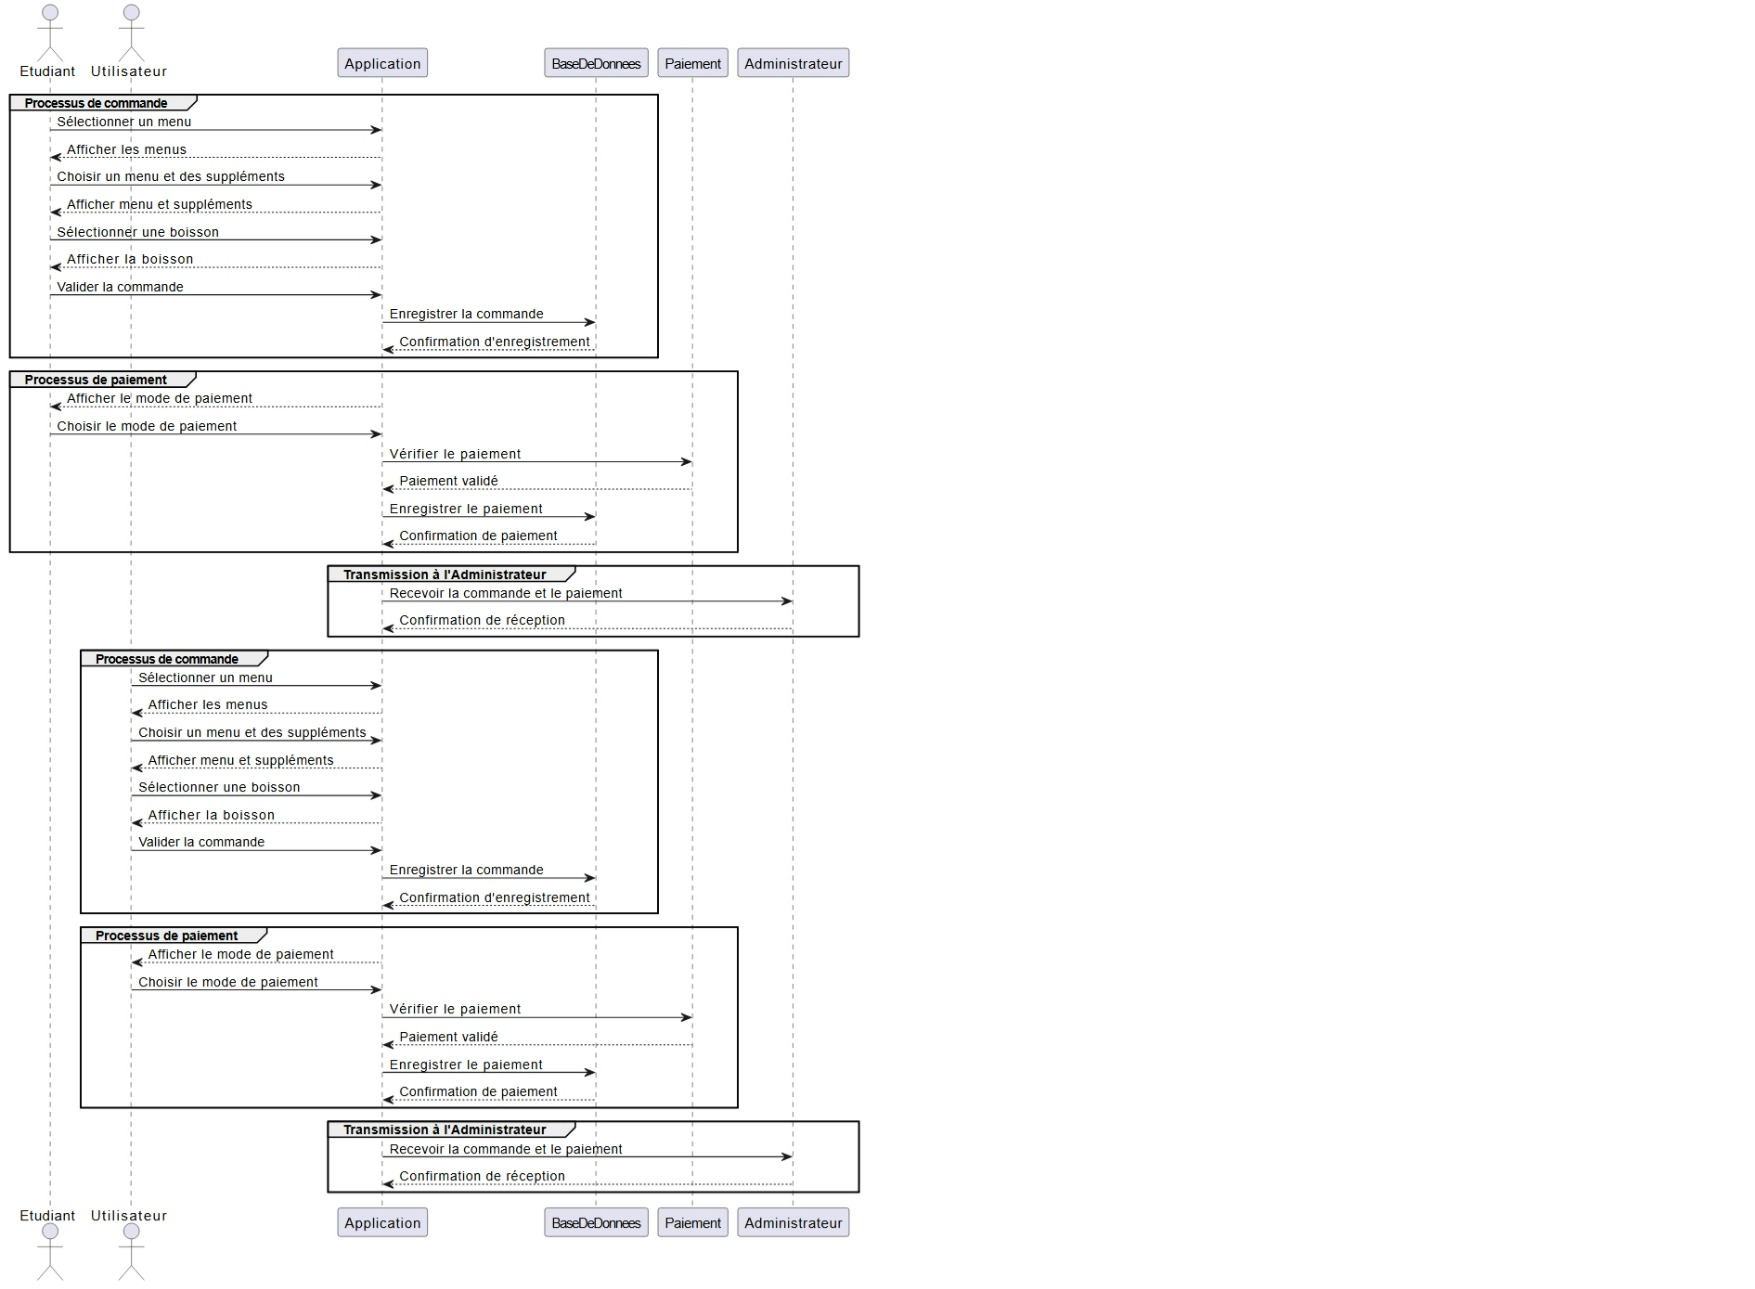 Etudiant
Utilisateur
Application
BaseDeDonnees
Paiement
Administrateur
Processus de commande
Sélectionner un menu
Afficher les menus
Choisir un menu et des suppléments
Afficher menu et suppléments
Sélectionner une boisson
Afficher la boisson
Valider la commande
Enregistrer la commande
Confirmation d'enregistrement
Processus de paiement
Afficher le mode de paiement
Choisir le mode de paiement
Vérifier le paiement
Paiement validé
Enregistrer le paiement
Confirmation de paiement
Transmission à l'Administrateur
Recevoir la commande et le paiement
Confirmation de réception
Processus de commande
Sélectionner un menu
Afficher les menus
Choisir un menu et des suppléments
Afficher menu et suppléments
Sélectionner une boisson
Afficher la boisson
Valider la commande
Enregistrer la commande
Confirmation d'enregistrement
Processus de paiement
Afficher le mode de paiement
Choisir le mode de paiement
Vérifier le paiement
Paiement validé
Enregistrer le paiement
Confirmation de paiement
Transmission à l'Administrateur
Recevoir la commande et le paiement
Confirmation de réception
Etudiant
Utilisateur
Application
BaseDeDonnees
Paiement
Administrateur